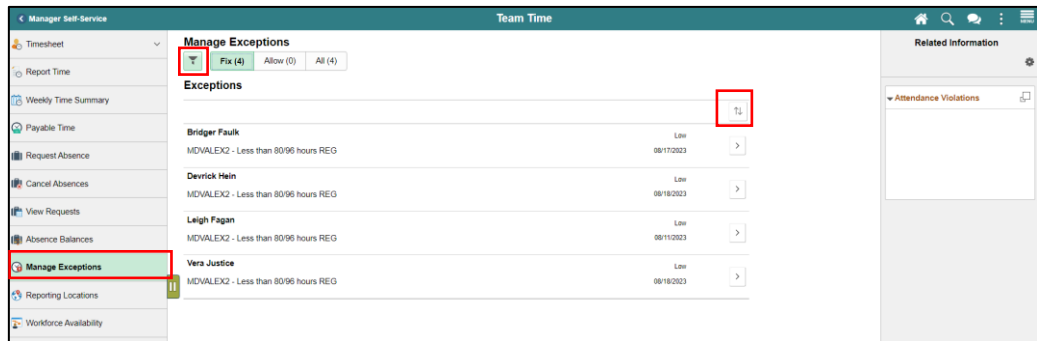 Manager Self-Service
Team Time
MENU
Timesheet
Report Time
Weekly Time Summary
Payable Time
Request Absence
Cancel Absences
View Requests
Absence Balances
Manage Exceptions
Reporting Locations
Workforce Availability
Manage Exceptions
Fix (4) Allow (0) All (4)
Exceptions
Bridger Faulk
Low
MDVALEX2 - Less than 80/96 hours REG
08/17/2023
Devrick Hein
Low
MDVALEX2 - Less than 80/96 hours REG
08/18/2023
Leigh Fagan
Low
MDVALEX2 - Less than 80/96 hours REG
08/11/2023
Vera Justice
Low
MDVALEX2 - Less than 80/96 hours REG
08/18/2023
Related Information
Attendance Violations